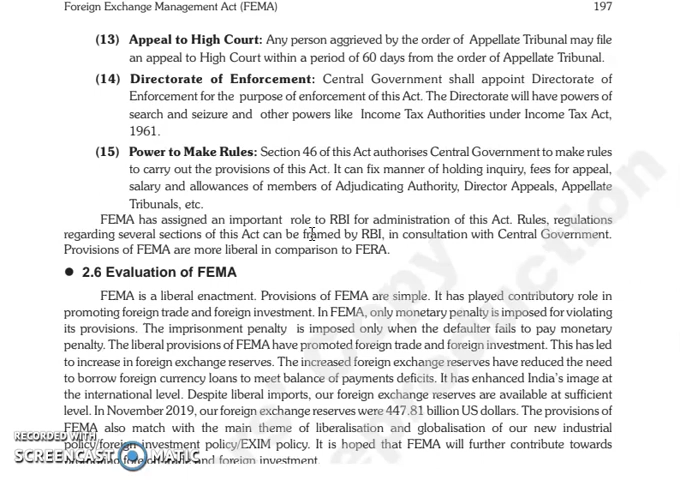 Foreign Exchange Management Act (FEMA) 197
(13) Appeal to High Court: Any person aggrieved by the order of Appellate Tribunal may file
an appeal to High Court within a period of 60 days from the order of Appellate Tribunal.
(14) Directorate of Enforcement: Central Government shall appoint Directorate of
Enforcement for the purpose of enforcement of this Act. The Directorate will have powers of
search and seizure and other powers like Income Tax Authorities under Income Tax Act,
1961.
(15) Power to Make Rules: Section 46 of this Act authorises Central Government to make rules
to carry out the provisions of this Act. It can fix manner of holding inquiry, fees for appeal,
salary and allowances of members of Adjudicating Authority, Director Appeals, Appellate
Tribunals, etc.
FEMA has assigned an important role to RBI for administration of this Act. Rules, regulations
regarding several sections of this Act can be framed by RBI, in consultation with Central Government.
Provisions of FEMA are more liberal in comparison to FERA.
● 2.6 Evaluation of FEMA
FEMA is a liberal enactment. Provisions of FEMA are simple. It has played contributory role in
promoting foreign trade and foreign investment. In FEMA, only monetary penalty is imposed for violating
its provisions. The imprisonment penalty is imposed only when the defaulter fails to pay monetary
penalty. The liberal provisions of FEMA have promoted foreign trade and foreign investment. This has led
to increase in foreign exchange reserves. The increased foreign exchange reserves have reduced the need
to borrow foreign currency loans to meet balance of payments deficits. It has enhanced India's image at
the international level. Despite liberal imports, our foreign exchange reserves are available at sufficient
level. In November 2019, our foreign exchange reserves were 447.81 billion US dollars. The provisions of
FEMA also match with the main theme of liberalisation and globalisation of our new industrial
policy/foreign investment policy/EXIM policy. It is hoped that FEMA will further contribute towards
and foreign investment.
RECORDED WITH
SCREENCAST MATIC
Copy